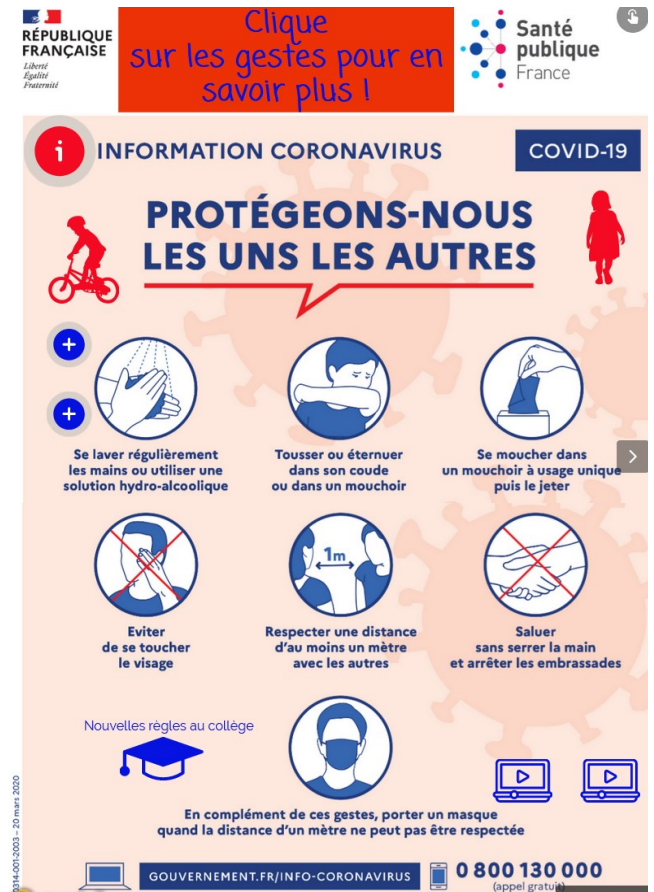 RÉPUBLIQUE
FRANÇAISE
Liberté
Égalité
Fraternité
Clique
sur les gestes pour en
savoir plus !
Santé
publique
France
i
INFORMATION CORONAVIRUS
COVID-19
PROTÉGEONS-NOUS
LES UNS LES AUTRES
Se laver régulièrement
les mains ou utiliser une
solution hydro-alcoolique
Tousser ou éternuer
dans son coude
ou dans un mouchoir
Se moucher dans
un mouchoir à usage unique
puis le jeter
Eviter
de se toucher
le visage
1m
Respecter une distance
d'au moins un mètre
avec les autres
Saluer
sans serrer la main
et arrêter les embrassades
Nouvelles règles au collège
En complément de ces gestes, porter un masque
quand la distance d'un mètre ne peut pas être respectée
GOUVERNEMENT.FR/INFO-CORONAVIRUS
0 800 130 000
(appel gratuit)
0314-001-2003 – 20 mars 2020